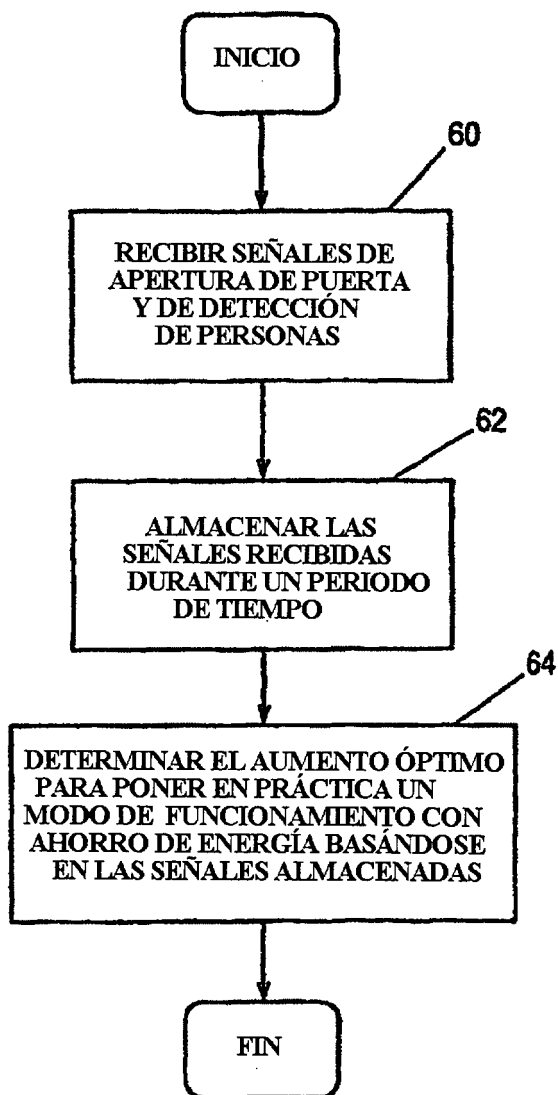 INICIO
60
RECIBIR SEÑALES DE
APERTURA DE PUERTA
Y DE DETECCIÓN
DE PERSONAS
62
ALMACENAR LAS
SEÑALES RECIBIDAS
DURANTE UN PERIODO
DE TIEMPO
64
DETERMINAR EL AUMENTO ÓPTIMO
PARA PONER EN PRÁCTICA UN
MODO DE FUNCIONAMIENTO CON
AHORRO DE ENERGÍA BASÁNDOSE
EN LAS SEÑALES ALMACENADAS
FIN